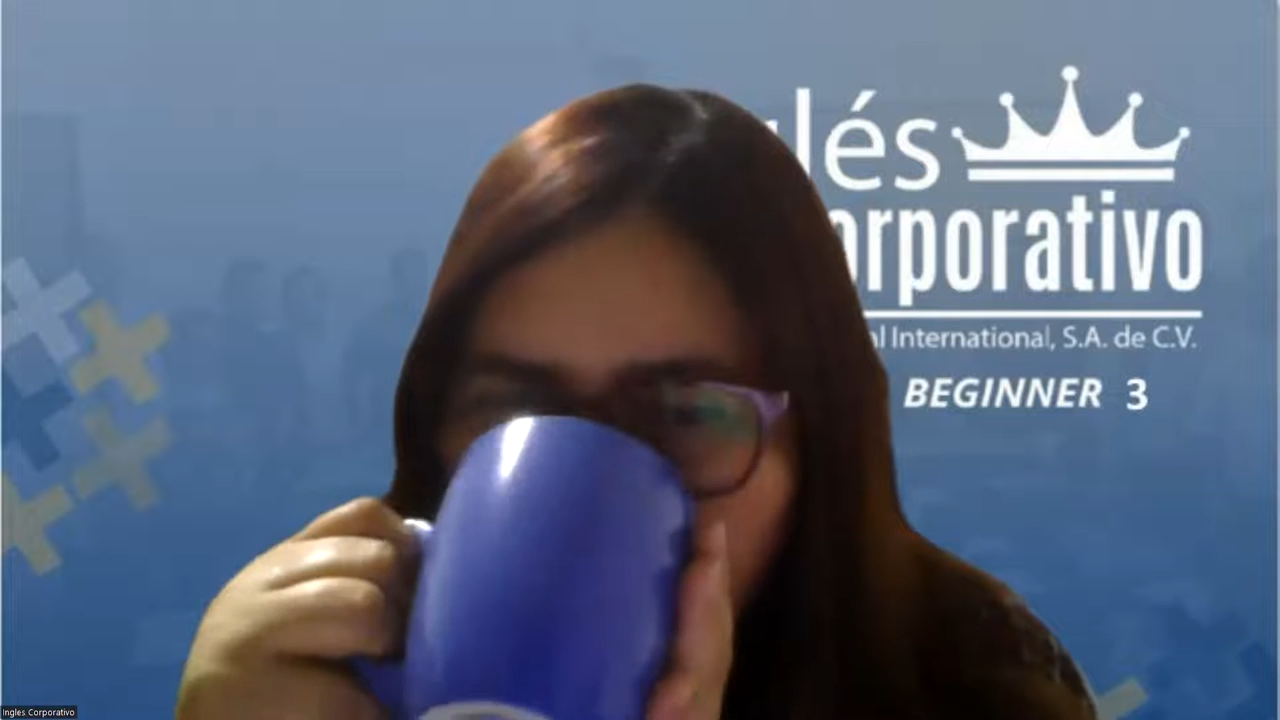 lés
orporativo
al International, S.A. de C.V.
BEGINNER 3
Ingles Corporativo